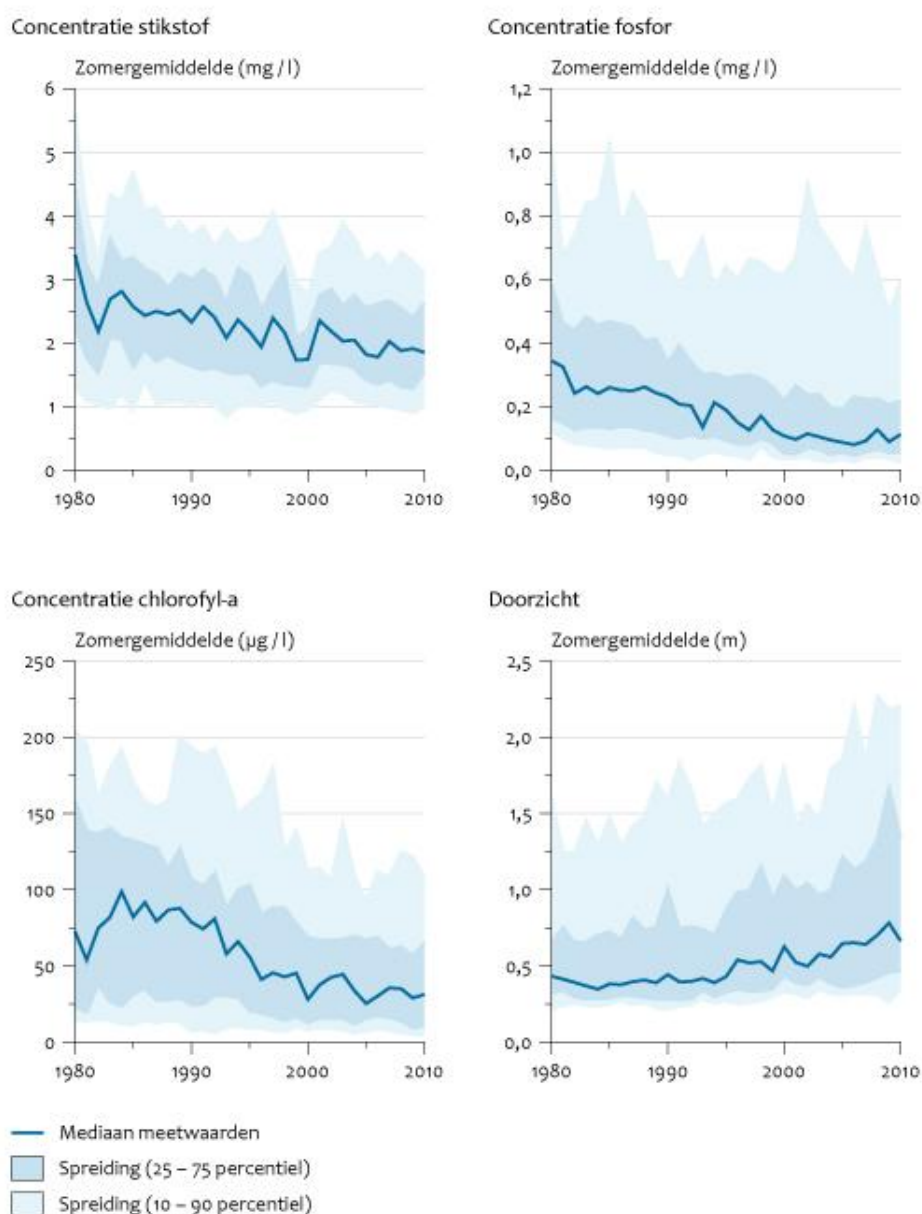 Concentratie stikstof
Zomergemiddelde (mg / l)
6
5
4
3
2
1
0
1980 1990 2000 2010
Concentratie fosfor
Zomergemiddelde (mg / l)
1,2
1,0
0,8
0,6
0,4
0,2
0,0
1980 1990 2000 2010
Concentratie chlorofyl-a
Zomergemiddelde (µg / l)
250
200
150
100
50
0
1980 1990 2000 2010
Doorzicht
Zomergemiddelde (m)
2,5
2,0
1,5
1,0
0,5
0,0
1980 1990 2000 2010
Mediaan meetwaarden
Spreiding (25 – 75 percentiel)
Spreiding (10 – 90 percentiel)